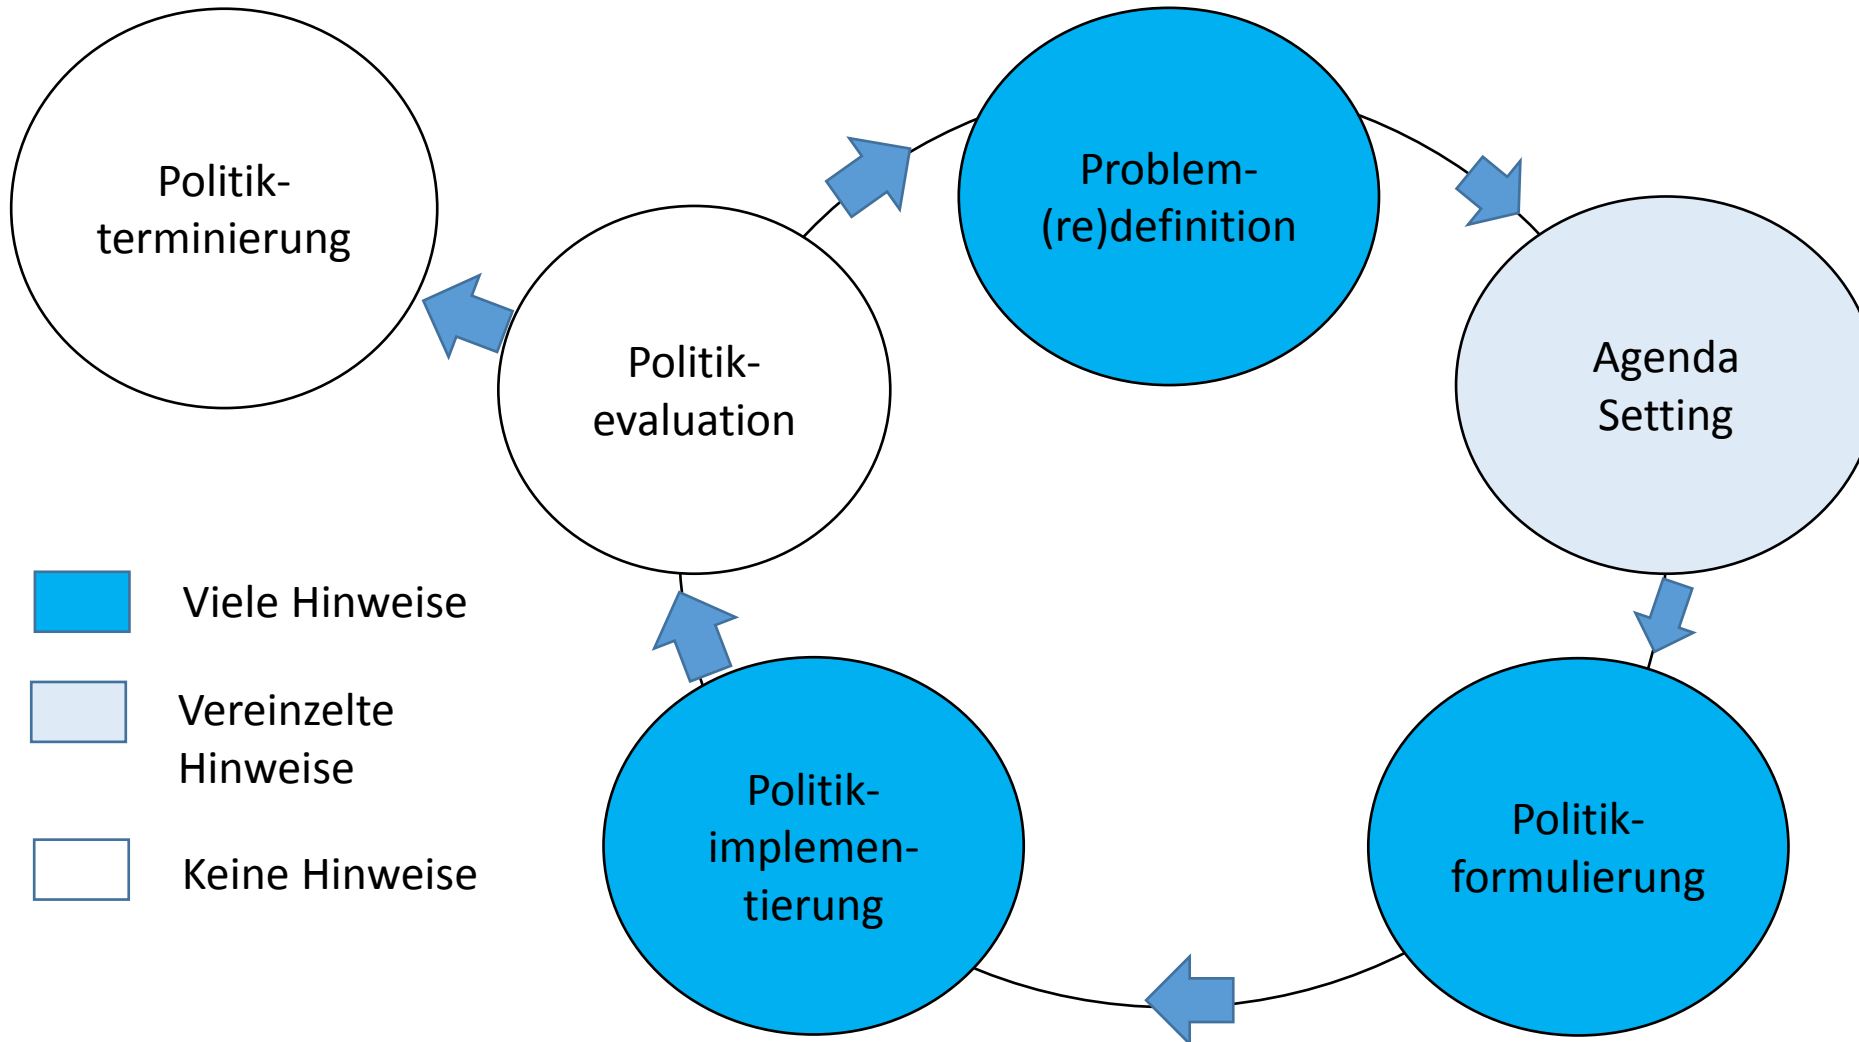 Politik-
terminierung
Politik-
evaluation
Problem-
(re)definition
Agenda
Setting
Politik-
formulierung
Politik-
implemen-
tierung
Viele Hinweise
Vereinzelte
Hinweise
Keine Hinweise